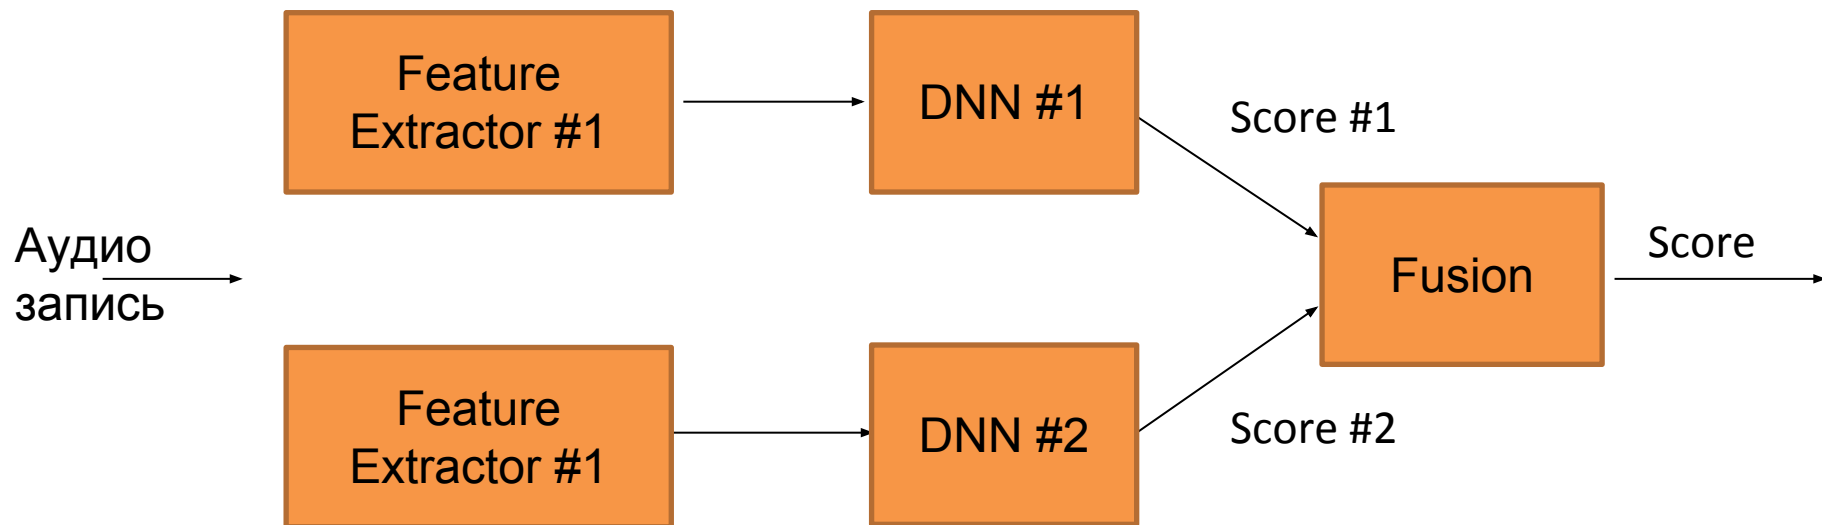 Аудио
запись
Feature
Extractor #1
DNN #1
Score #1
Feature
Extractor #1
DNN #2
Score #2
Fusion
Score